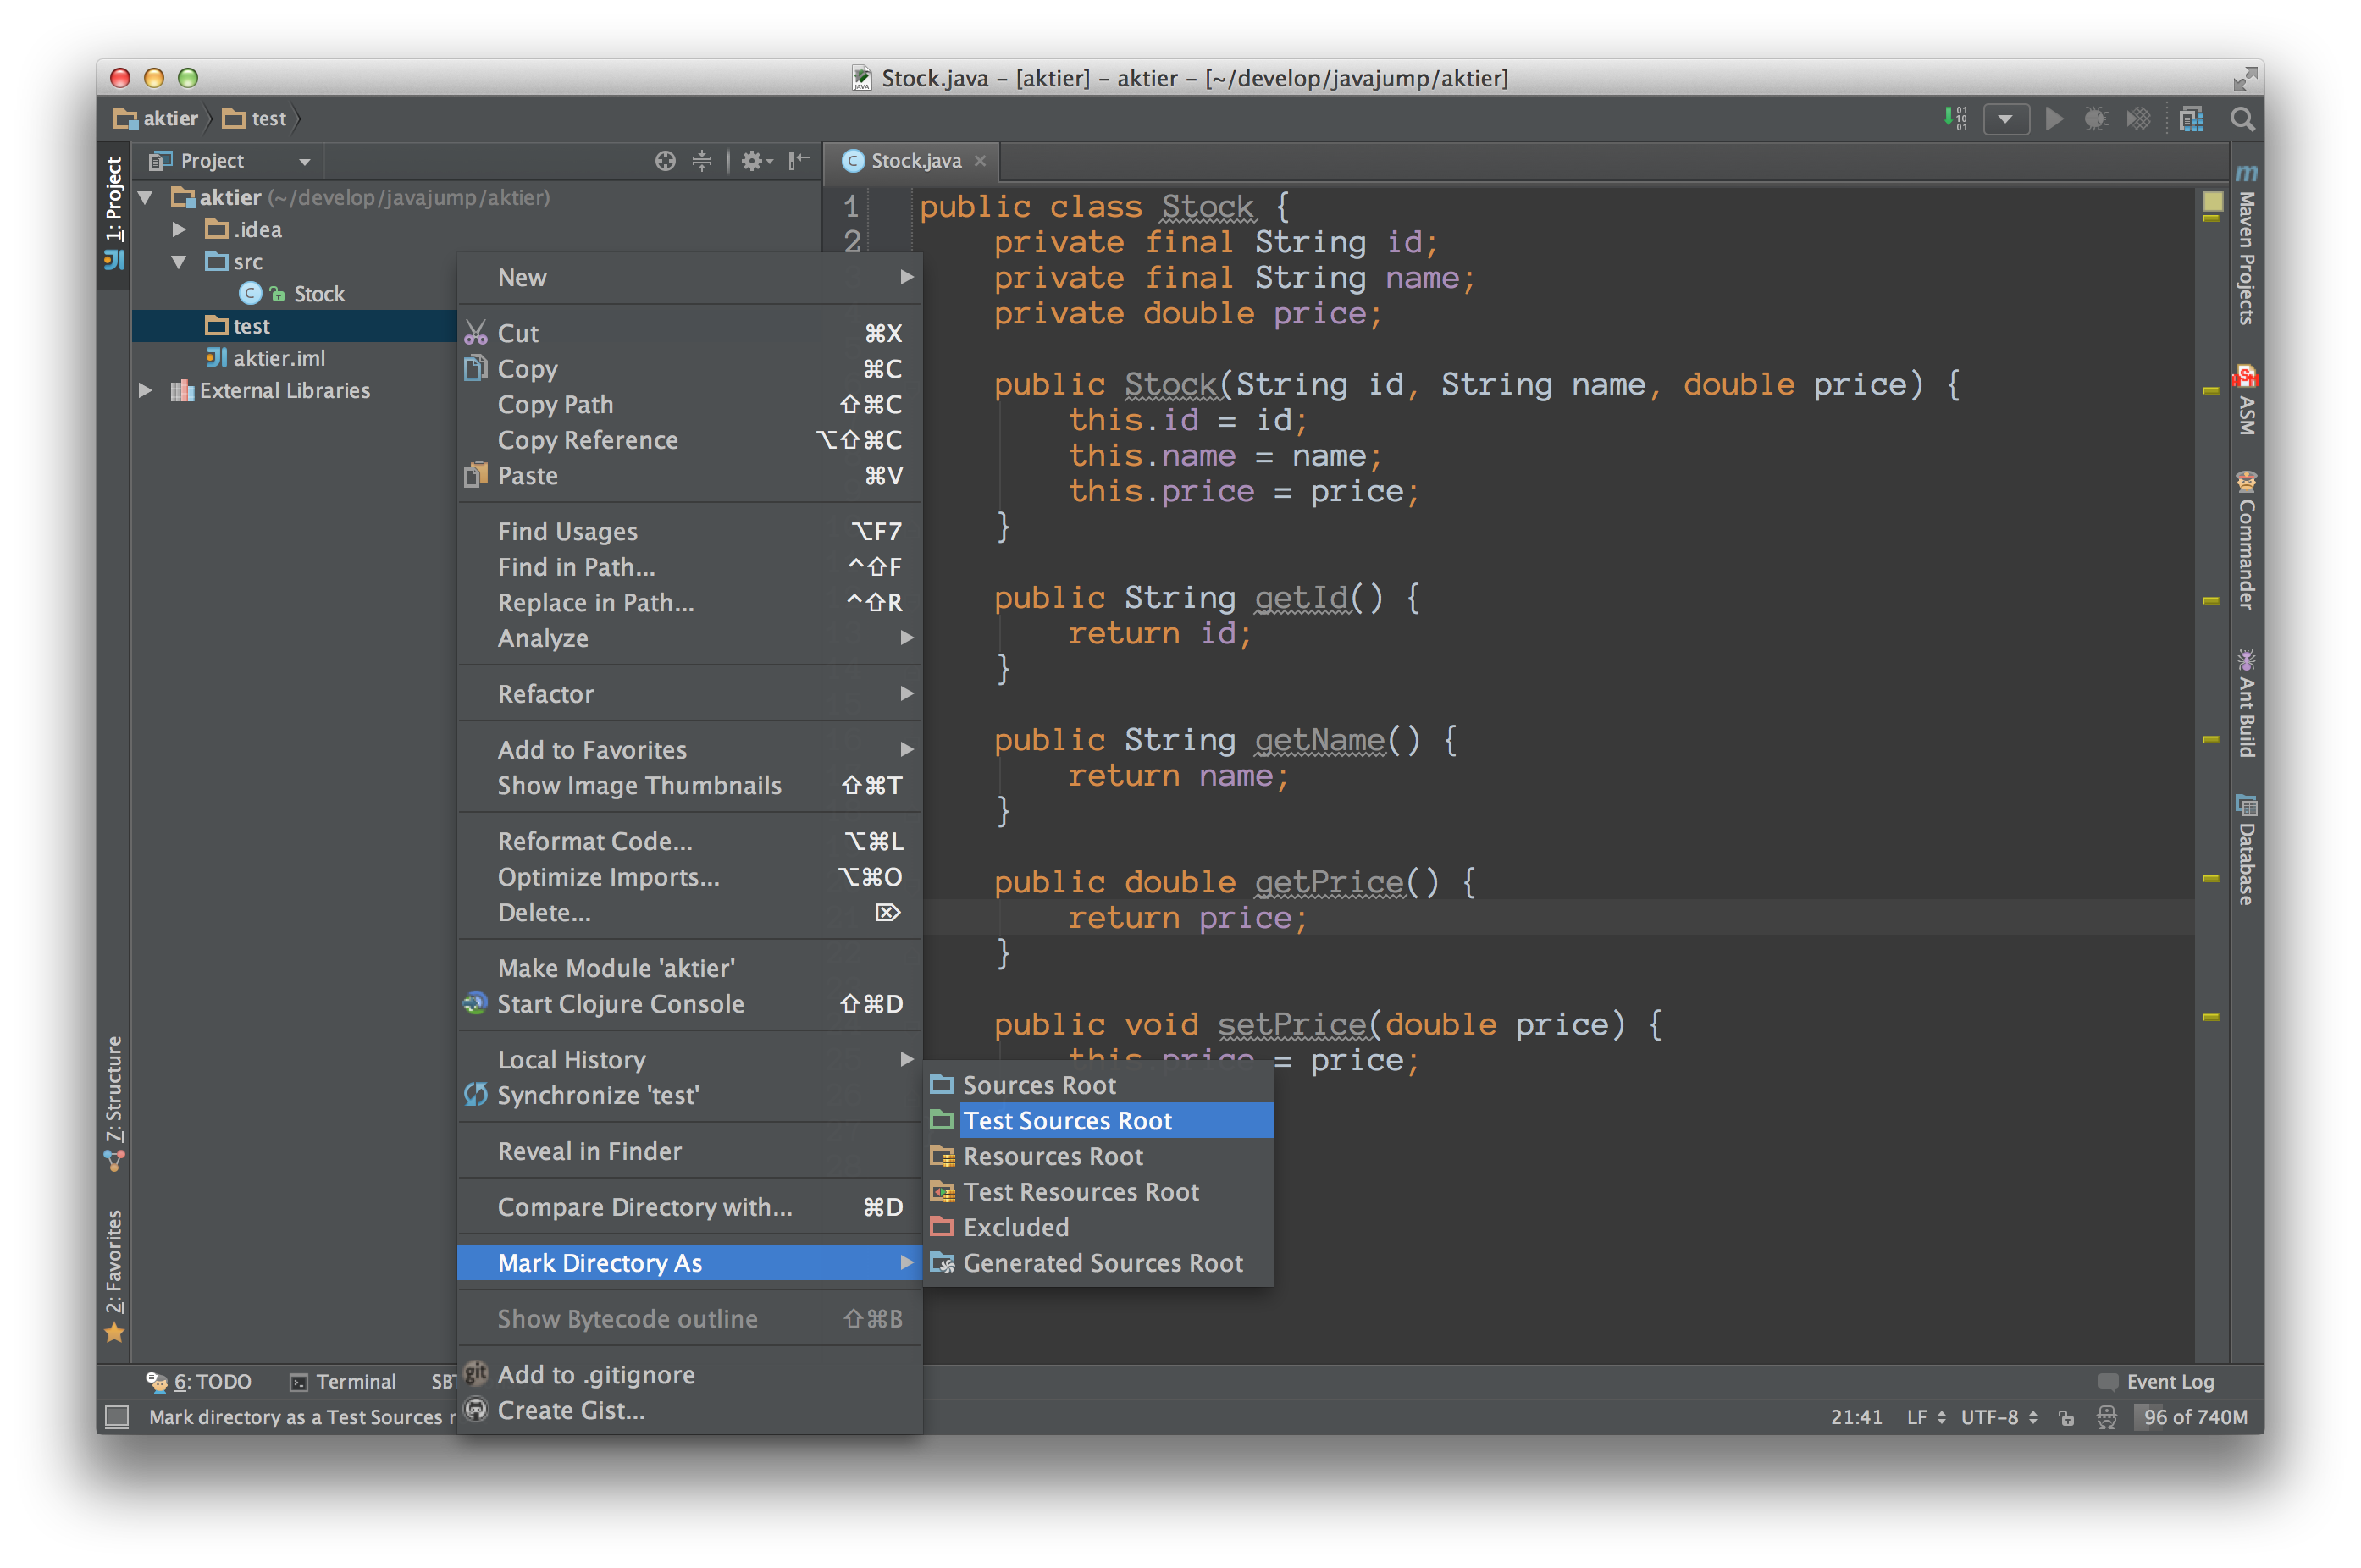 Stock.java – [aktier] – aktier – [~/develop/javajump/aktier]
aktier
test
1: Project
Project
aktier (~/develop/javajump/aktier)
.idea
src
Stock
test
aktier.iml
External Libraries
7: Structure
2: Favorites
Stock.java
1
2
public class Stock {
private final String id;
private final String name;
private double price;
public Stock(String id, String name, double price) {
this.id = id;
this.name = name;
this.price = price;
}
public String getId() {
return id;
}
public String getName() {
return name;
}
public double getPrice() {
return price;
}
public void setPrice(double price) {
this.price = price;
New
Cut ⌘X
Copy ⌘C
Copy Path ⇧⌘C
Copy Reference ⌥⇧⌘C
Paste ⌘V
Find Usages ⌥F7
Find in Path... ^⇧F
Replace in Path... ^⇧R
Analyze
Refactor
Add to Favorites
Show Image Thumbnails ⇧⌘T
Reformat Code... ⌥⌘L
Optimize Imports... ⌥⌘O
Delete... ⌦
Make Module 'aktier'
Start Clojure Console ⇧⌘D
Local History
Synchronize 'test'
Reveal in Finder
Compare Directory with... ⌘D
Mark Directory As
Show Bytecode outline ⇧⌘B
git Add to .gitignore
Create Gist...
Sources Root
Test Sources Root
Resources Root
Test Resources Root
Excluded
Generated Sources Root
Maven Projects
ASM
Commander
Ant Build
Database
6: TODO
Terminal
Event Log
Mark directory as a Test Sources
21:41
LF
UTF-8
96 of 740M